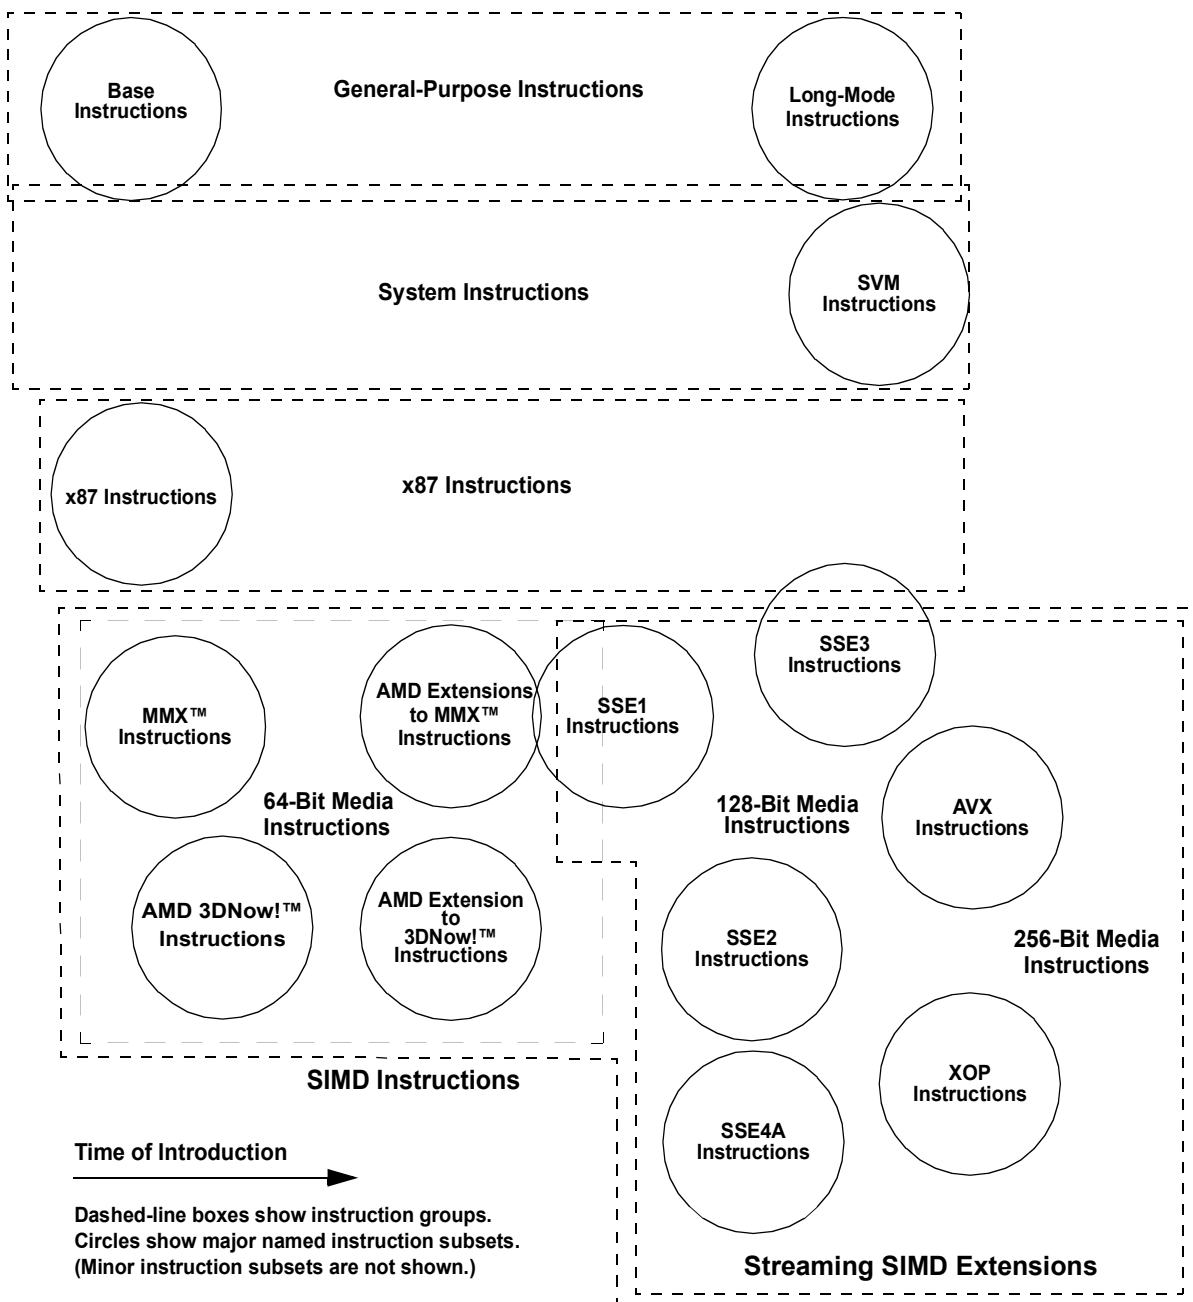 Base
Instructions
General-Purpose Instructions
Long-Mode
Instructions
System Instructions
SVM
Instructions
x87 Instructions
x87 Instructions
SSE3
Instructions
MMX™
Instructions
AMD Extensions
to MMX™
Instructions
SSE1
Instructions
64-Bit Media
Instructions
128-Bit Media
Instructions
AVX
Instructions
AMD 3DNow!™
Instructions
AMD Extension
to
3DNow!™
Instructions
SSE2
Instructions
256-Bit Media
Instructions
SIMD Instructions
XOP
Instructions
SSE4A
Instructions
Time of Introduction
Dashed-line boxes show instruction groups.
Circles show major named instruction subsets.
(Minor instruction subsets are not shown.)
Streaming SIMD Extensions